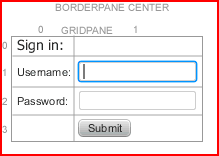 BORDERPANE CENTER
0 GRIDPANE 1
0 Sign in:
1 Username:
2 Password:
3 Submit